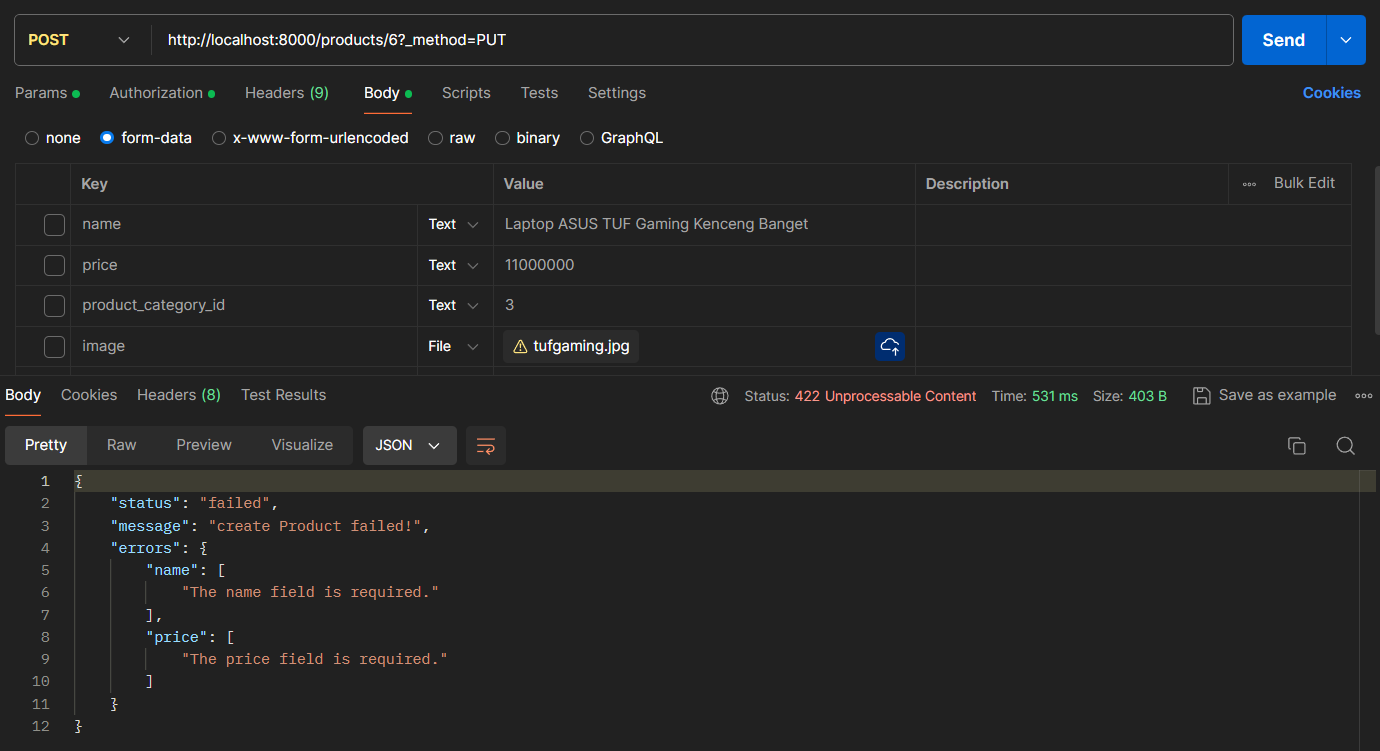 POST http://localhost:8000/products/6?_method=PUT Send
Params Authorization Headers (9) Body Scripts Tests Settings Cookies
none form-data x-www-form-urlencoded raw binary GraphQL
Key Value Description Bulk Edit
name Text Laptop ASUS TUF Gaming Kenceng Banget
price Text 11000000
product_category_id Text 3
image File tufgaming.jpg
Body Cookies Headers (8) Test Results Status: 422 Unprocessable Content Time: 531 ms Size: 403 B Save as example
Pretty Raw Preview Visualize JSON
1 {
2 "status": "failed",
3 "message": "create Product failed!",
4 "errors": {
5 "name": [
6 "The name field is required."
7 ],
8 "price": [
9 "The price field is required."
10 ]
11 }
12 }